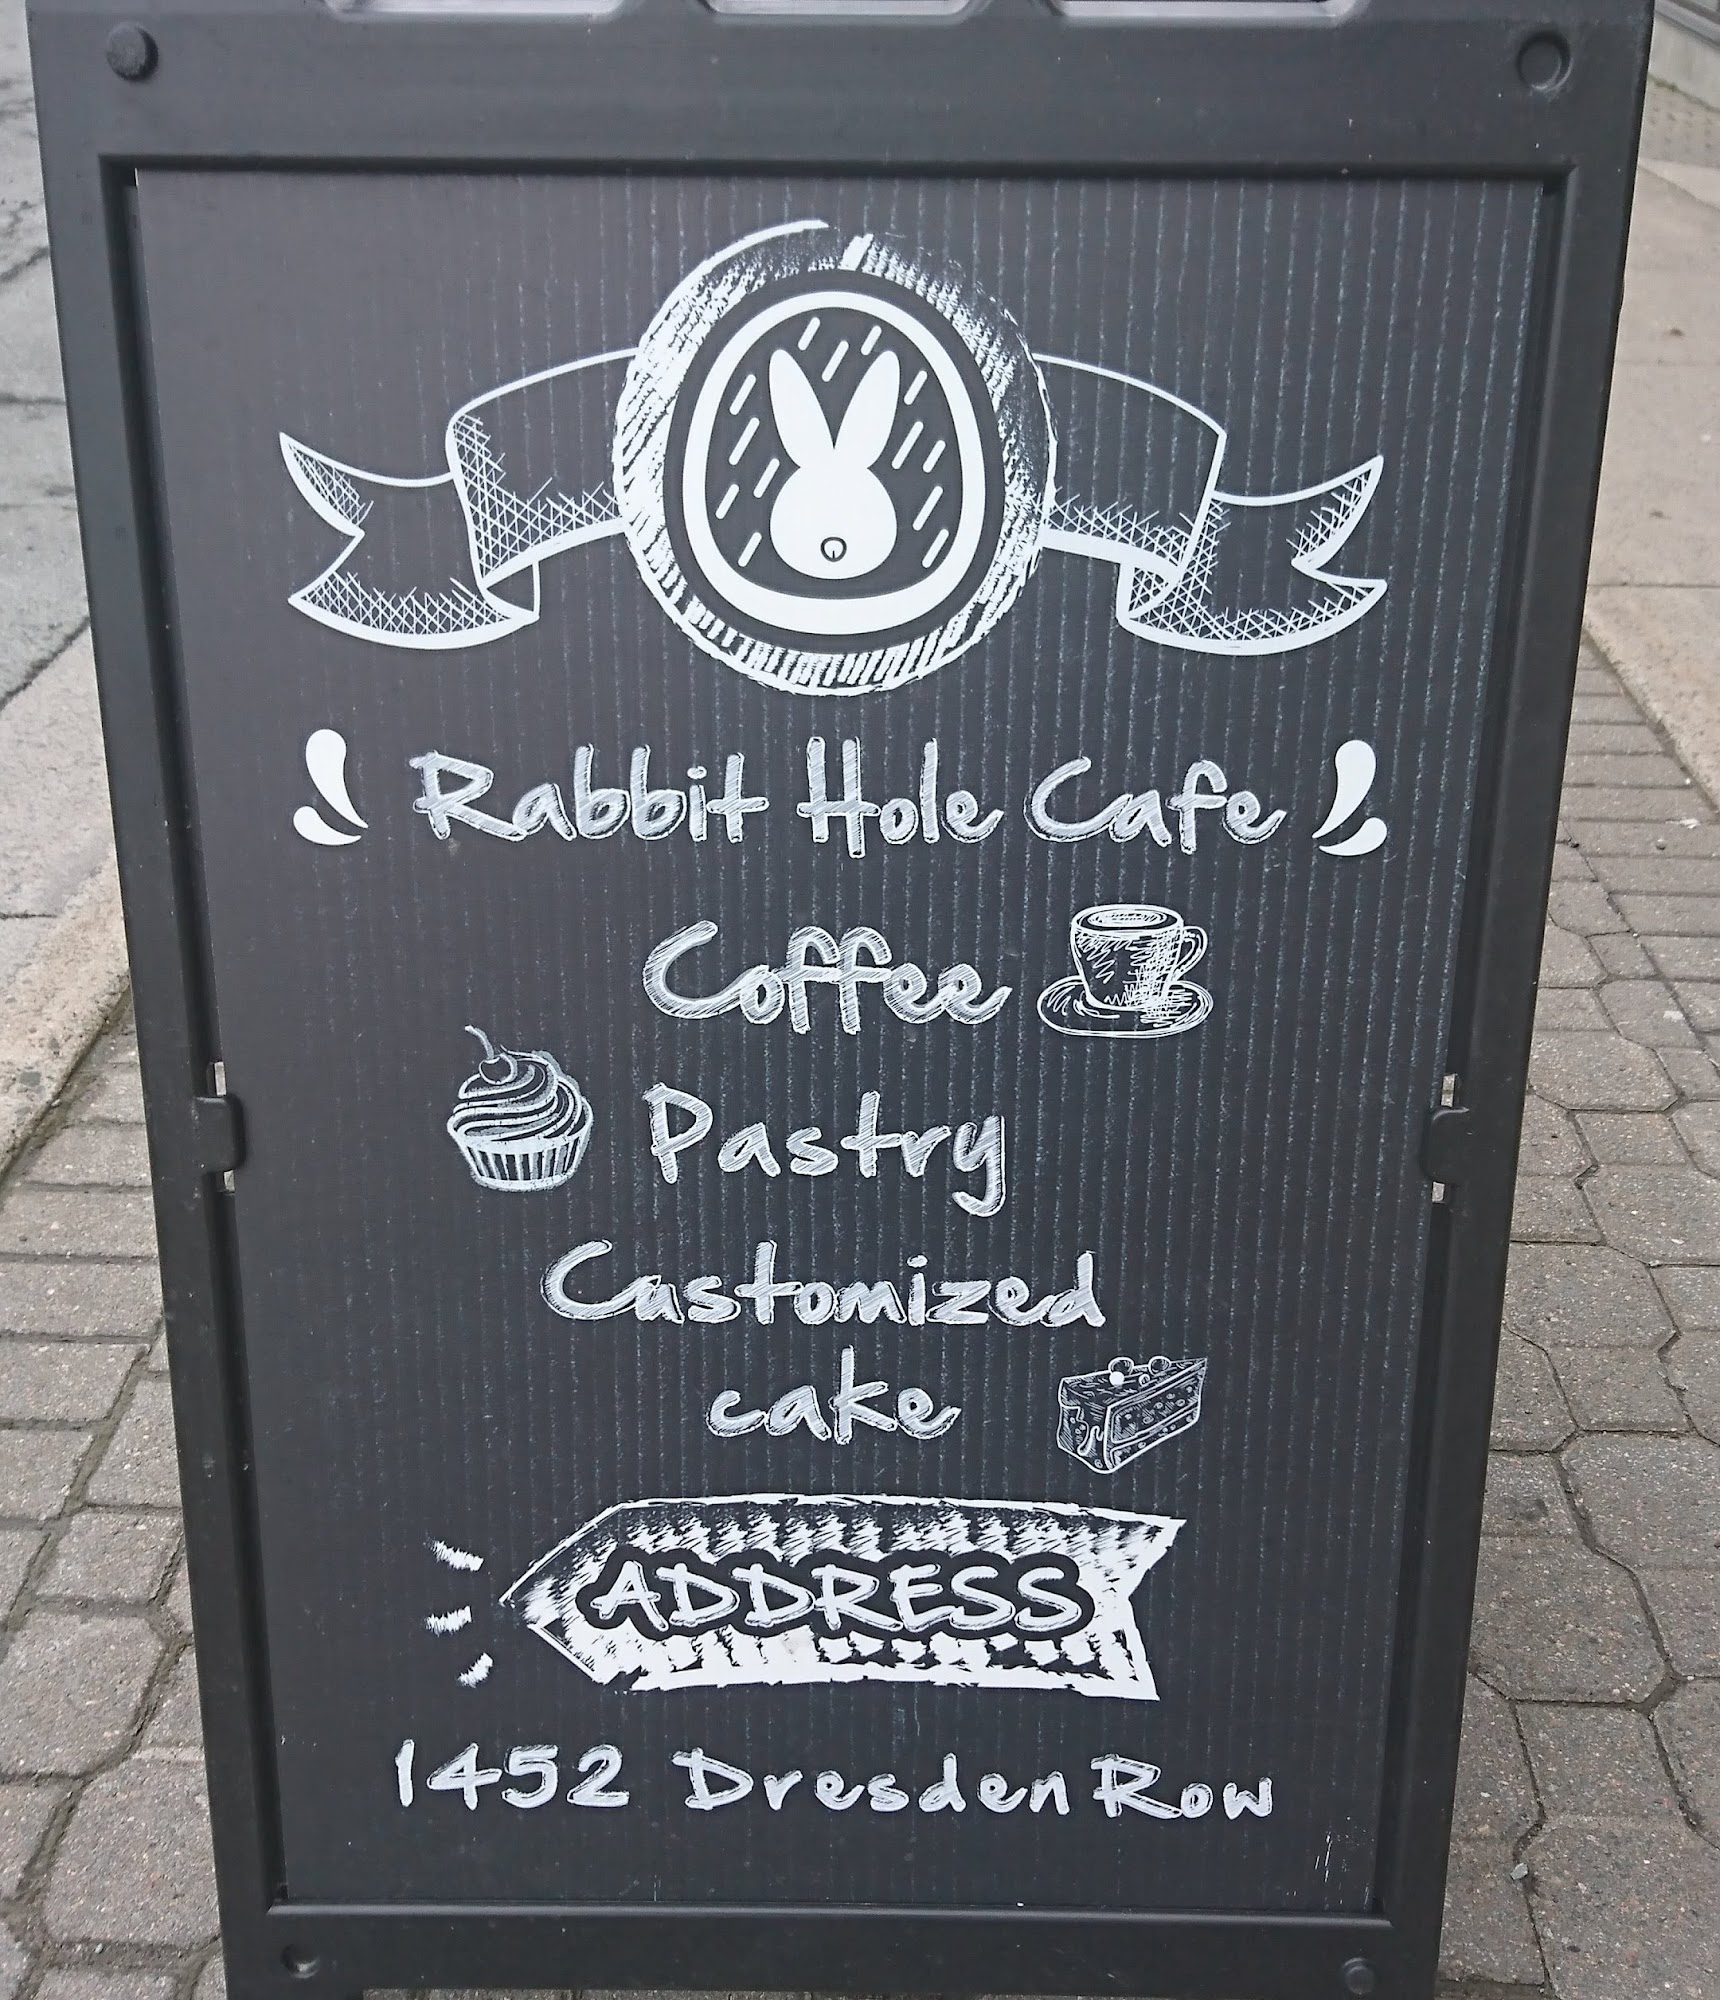 Rabbit Hole Cafe
Coffee
Pastry
Customized
cake
ADDRESS
1452 Dresden Row